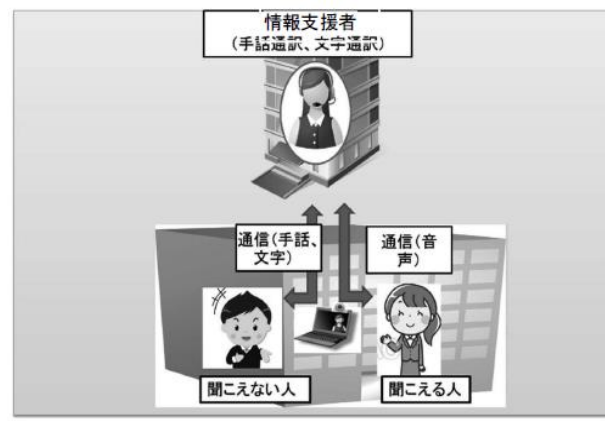 情報支援者
(手話通訳、文字通訳)
通信(手話、
文字)
通信(音
声)
聞こえない人
聞こえる人